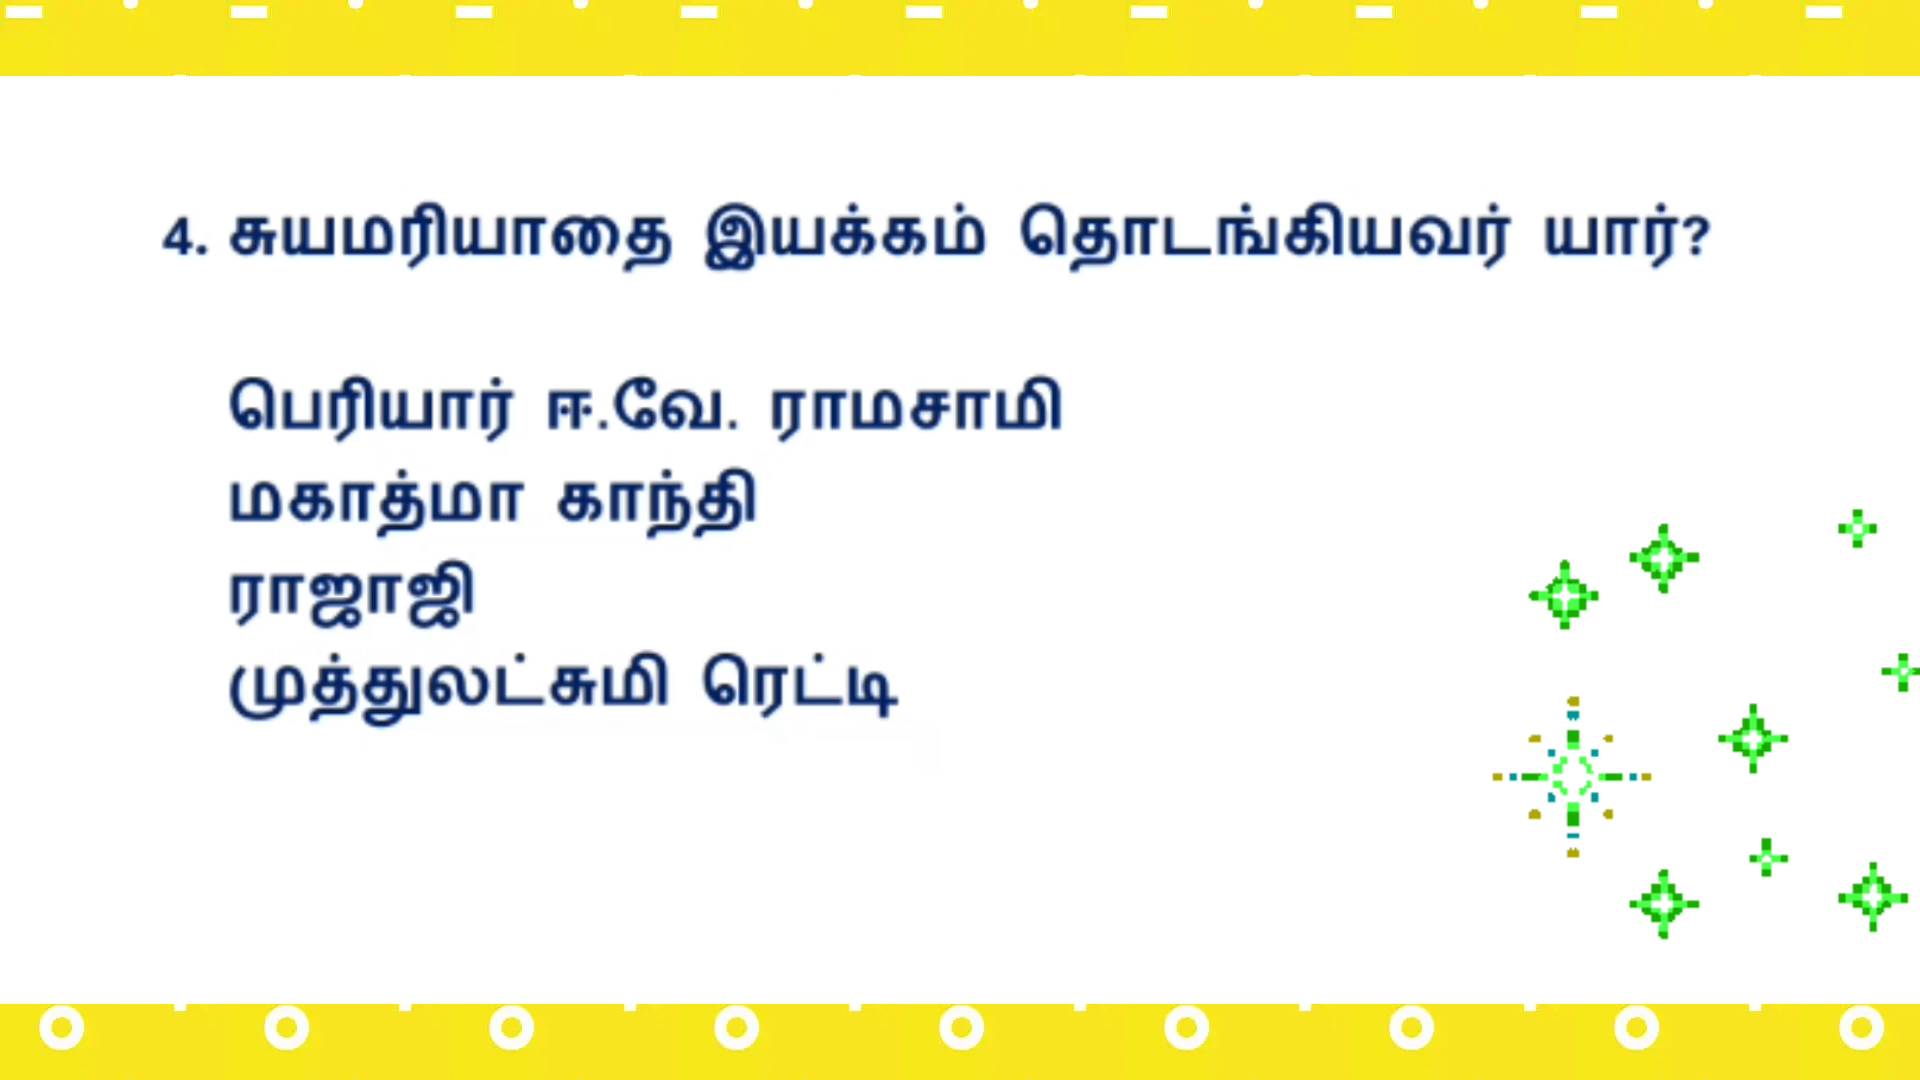 4. சுயமரியாதை இயக்கம் தொடங்கியவர் யார்?
பெரியார் ஈ.வே. ராமசாமி
மகாத்மா காந்தி
ராஜாஜி
முத்துலட்சுமி ரெட்டி